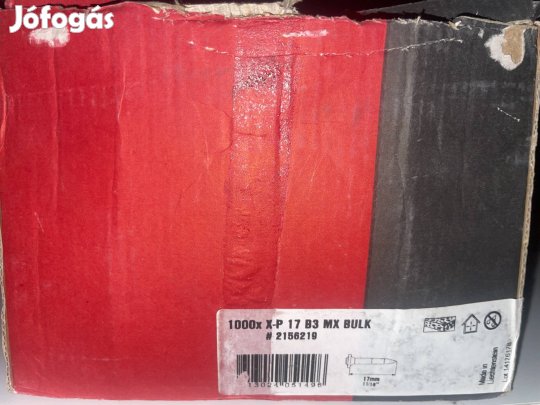 Jófogás
1000x X-P 17 B3 MX BULK
# 2156219
17mm
Made in
Liechtenstein